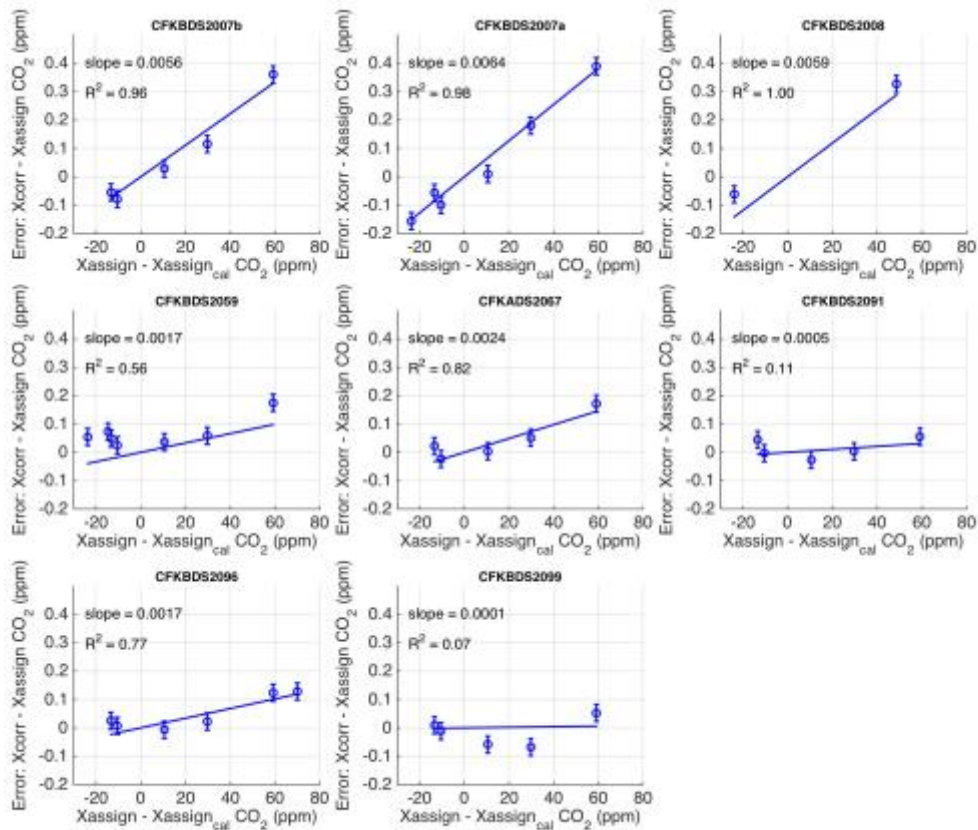 CFKBDS2007b
slope = 0.0056
R² = 0.96
0.4
0.3
0.2
0.1
0
-0.1
-0.2
-20 0 20 40 60 80
Xassign - Xassign_cal CO₂ (ppm)
Error: Xcorr - Xassign CO₂ (ppm)
CFKBDS2007a
slope = 0.0064
R² = 0.98
0.4
0.3
0.2
0.1
0
-0.1
-0.2
-20 0 20 40 60 80
Xassign - Xassign_cal CO₂ (ppm)
Error: Xcorr - Xassign CO₂ (ppm)
CFKBDS2008
slope = 0.0059
R² = 1.00
0.4
0.3
0.2
0.1
0
-0.1
-0.2
-20 0 20 40 60 80
Xassign - Xassign_cal CO₂ (ppm)
Error: Xcorr - Xassign CO₂ (ppm)
CFKBDS2059
slope = 0.0017
R² = 0.56
0.4
0.3
0.2
0.1
0
-0.1
-0.2
-20 0 20 40 60 80
Xassign - Xassign_cal CO₂ (ppm)
Error: Xcorr - Xassign CO₂ (ppm)
CFKADS2067
slope = 0.0024
R² = 0.82
0.4
0.3
0.2
0.1
0
-0.1
-0.2
-20 0 20 40 60 80
Xassign - Xassign_cal CO₂ (ppm)
Error: Xcorr - Xassign CO₂ (ppm)
CFKBDS2091
slope = 0.0005
R² = 0.11
0.4
0.3
0.2
0.1
0
-0.1
-0.2
-20 0 20 40 60 80
Xassign - Xassign_cal CO₂ (ppm)
Error: Xcorr - Xassign CO₂ (ppm)
CFKBDS2096
slope = 0.0017
R² = 0.77
0.4
0.3
0.2
0.1
0
-0.1
-0.2
-20 0 20 40 60 80
Xassign - Xassign_cal CO₂ (ppm)
Error: Xcorr - Xassign CO₂ (ppm)
CFKBDS2099
slope = 0.0001
R² = 0.07
0.4
0.3
0.2
0.1
0
-0.1
-0.2
-20 0 20 40 60 80
Xassign - Xassign_cal CO₂ (ppm)
Error: Xcorr - Xassign CO₂ (ppm)